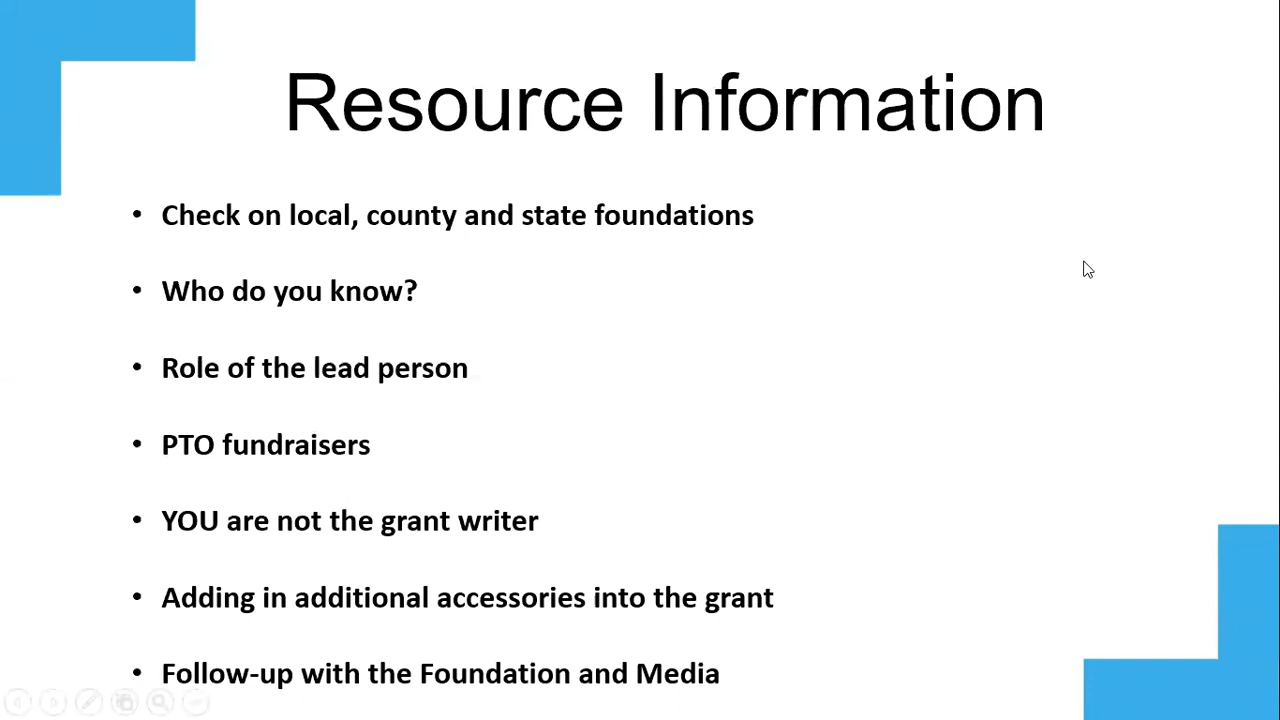 Resource Information
• Check on local, county and state foundations
• Who do you know?
• Role of the lead person
• PTO fundraisers
• YOU are not the grant writer
• Adding in additional accessories into the grant
• Follow-up with the Foundation and Media